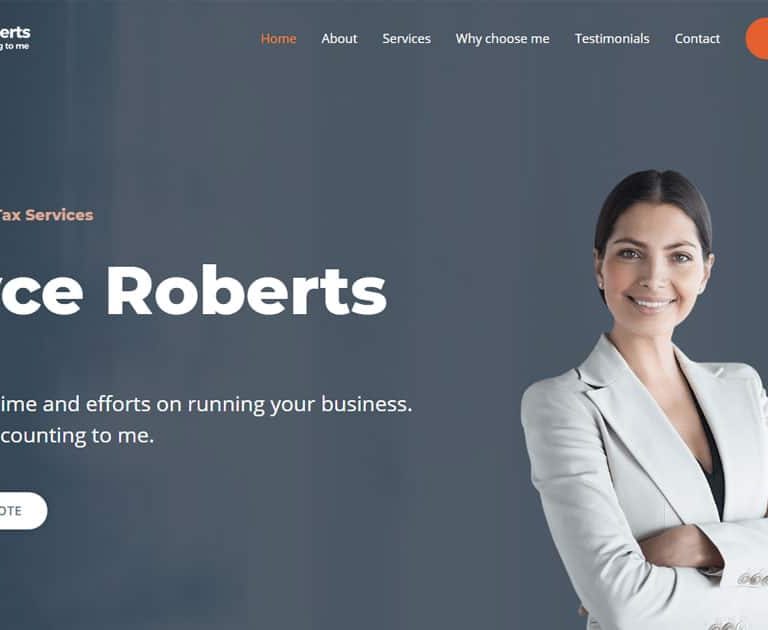 erts
g to me
Home About Services Why choose me Testimonials Contact
Tax Services
ce Roberts
ime and efforts on running your business.
counting to me.
OTE